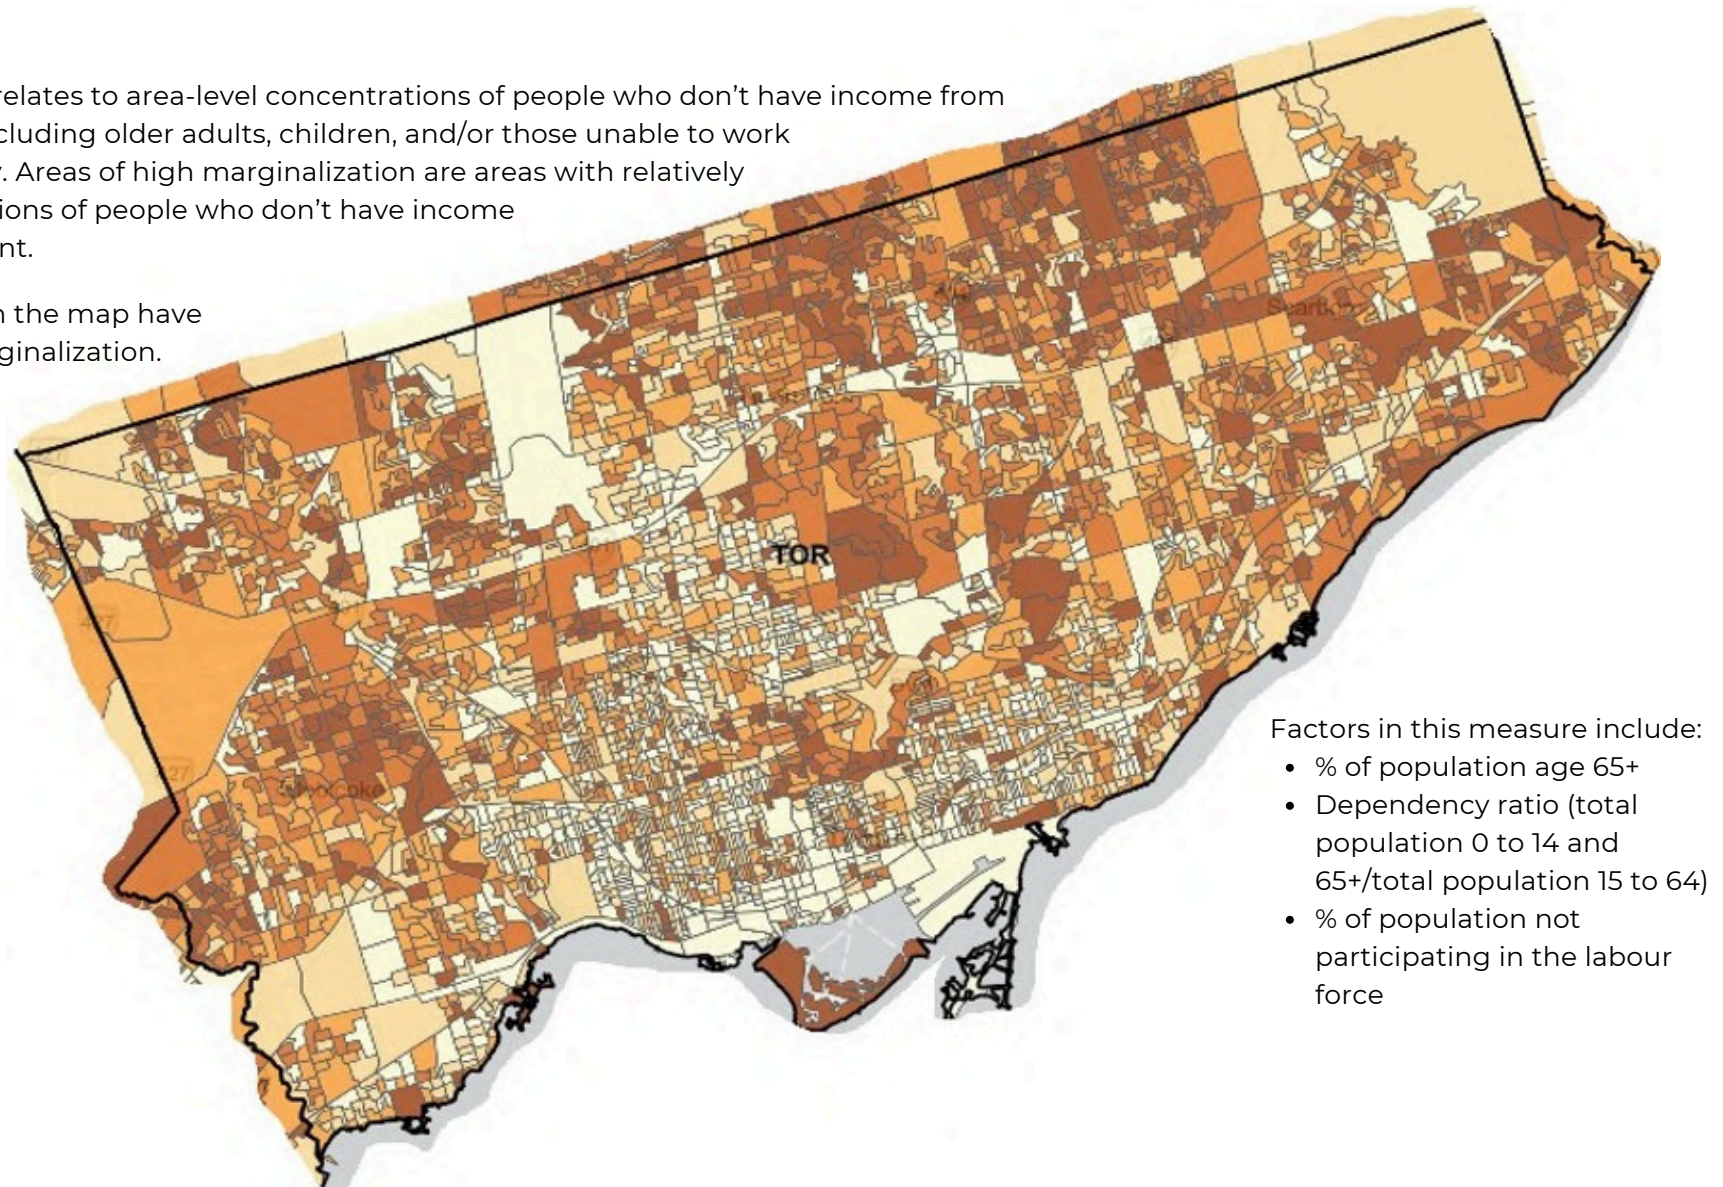 relates to area-level concentrations of people who don't have income from
cluding older adults, children, and/or those unable to work
. Areas of high marginalization are areas with relatively
ions of people who don't have income
nt.
n the map have
ginalization.
TOR
Factors in this measure include:
• % of population age 65+
• Dependency ratio (total
population 0 to 14 and
65+/total population 15 to 64)
• % of population not
participating in the labour
force